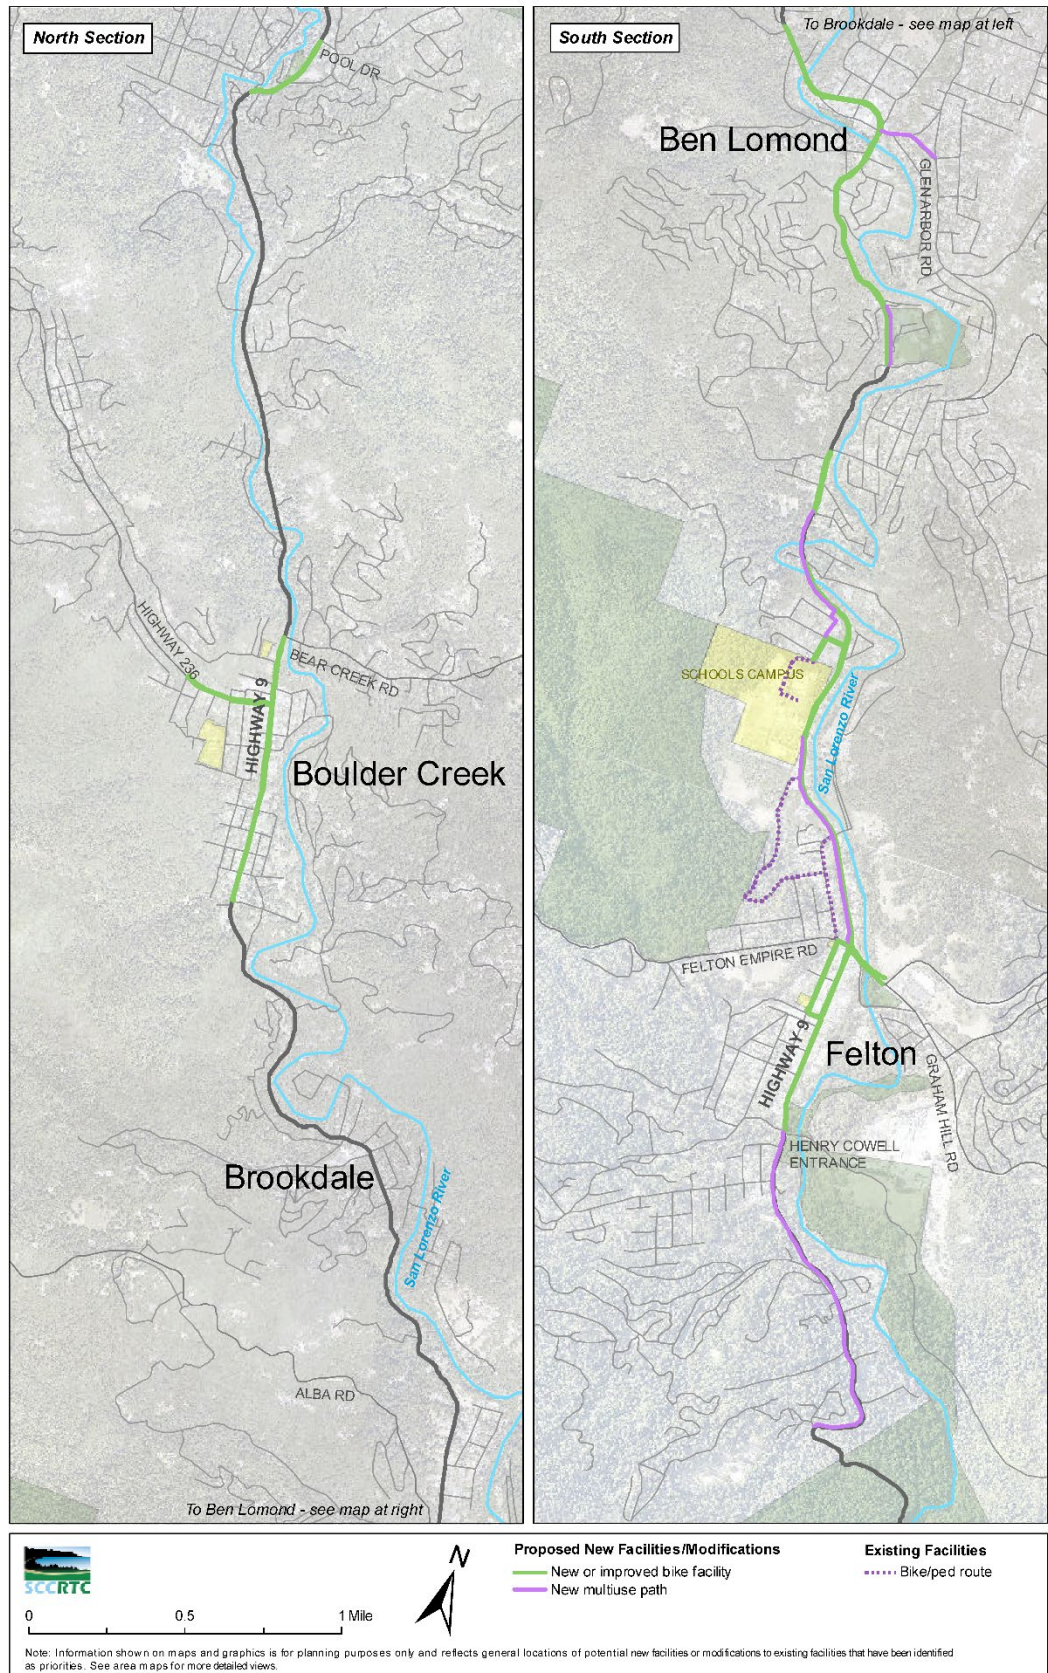 North Section
POOL DR
HIGHWAY 236
BEAR CREEK RD
HIGHWAY 9
Boulder Creek
Brookdale
San Lorenzo River
ALBA RD
To Ben Lomond - see map at right
South Section
To Brookdale - see map at left
Ben Lomond
GLEN ARBOR RD
SCHOOLS CAMPUS
San Lorenzo River
FELTON EMPIRE RD
HIGHWAY 9
Felton
GRAHAM HILL RD
HENRY COWELL
ENTRANCE
SCCRTC
0 0.5 1 Mile
N
Proposed New Facilities/Modifications
New or improved bike facility
New multiuse path
Existing Facilities
Bike/ped route
Note: Information shown on maps and graphics is for planning purposes only and reflects general locations of potential new facilities or modifications to existing facilities that have been identified
as priorities. See area maps for more detailed views.